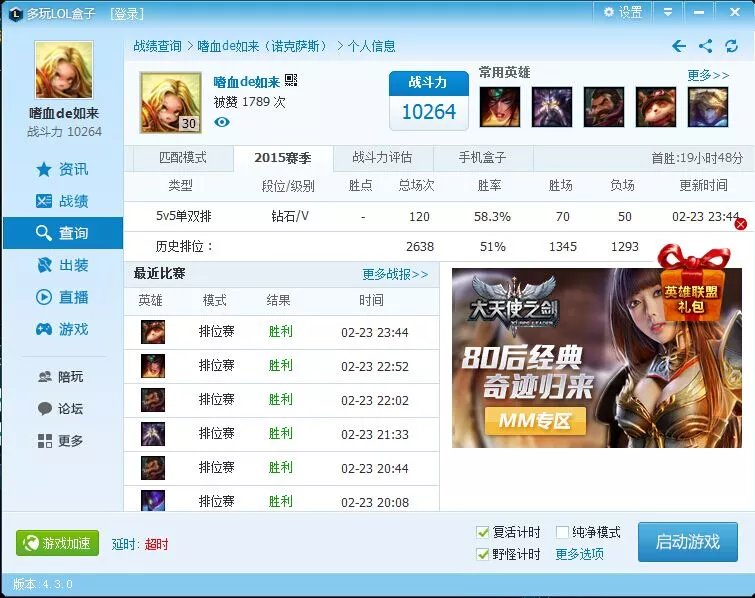 多玩LOL盒子 [登录] 设置
战绩查询 > 嗜血de如来（诺克萨斯） > 个人信息
嗜血de如来
战斗力 10264
资讯
战绩
查询
出装
直播
游戏
陪玩
论坛
更多
30
嗜血de如来
被赞 1789 次
战斗力
10264
常用英雄 更多>>
匹配模式 2015赛季 战斗力评估 手机盒子 首胜:19小时48分
类型 段位/级别 胜点 总场次 胜率 胜场 负场 更新时间
5v5单双排 钻石/V - 120 58.3% 70 50 02-23 23:44
历史排位： 2638 51% 1345 1293
最近比赛 更多战报>>
英雄 模式 结果 时间
排位赛 胜利 02-23 23:44
排位赛 胜利 02-23 22:52
排位赛 胜利 02-23 22:02
排位赛 胜利 02-23 21:33
排位赛 胜利 02-23 20:44
排位赛 胜利 02-23 20:08
英雄联盟
礼包
大天使之剑
80后经典
奇迹归来
MM专区
游戏加速 延时: 超时
复活计时 纯净模式
野怪计时 更多选项
启动游戏
版本:4.3.0